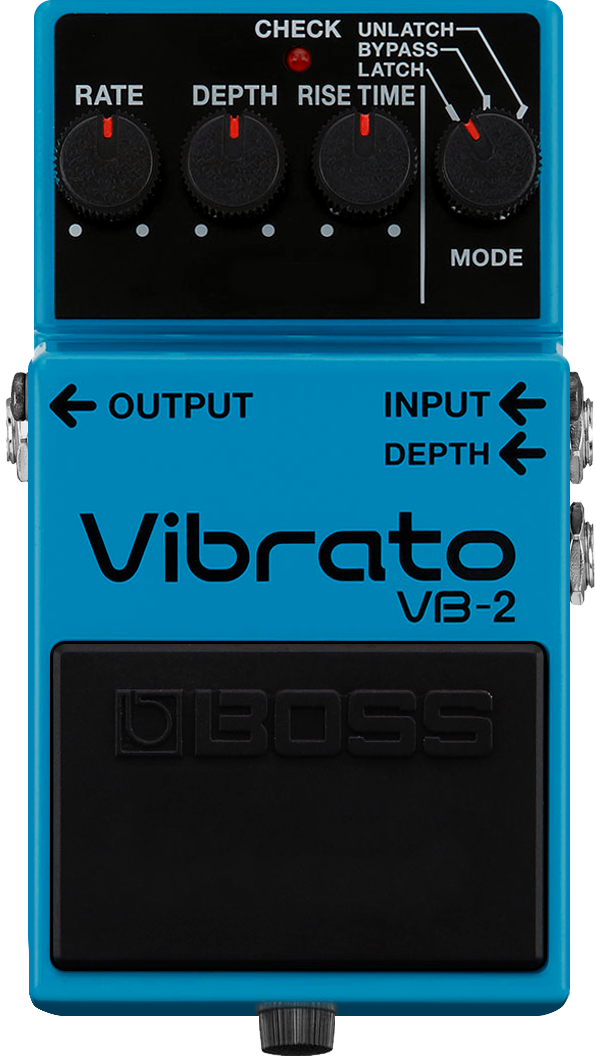 CHECK
UNLATCH
BYPASS
LATCH
RATE
DEPTH
RISE TIME
MODE
OUTPUT
INPUT
DEPTH
Vibrato
VB-2
BOSS